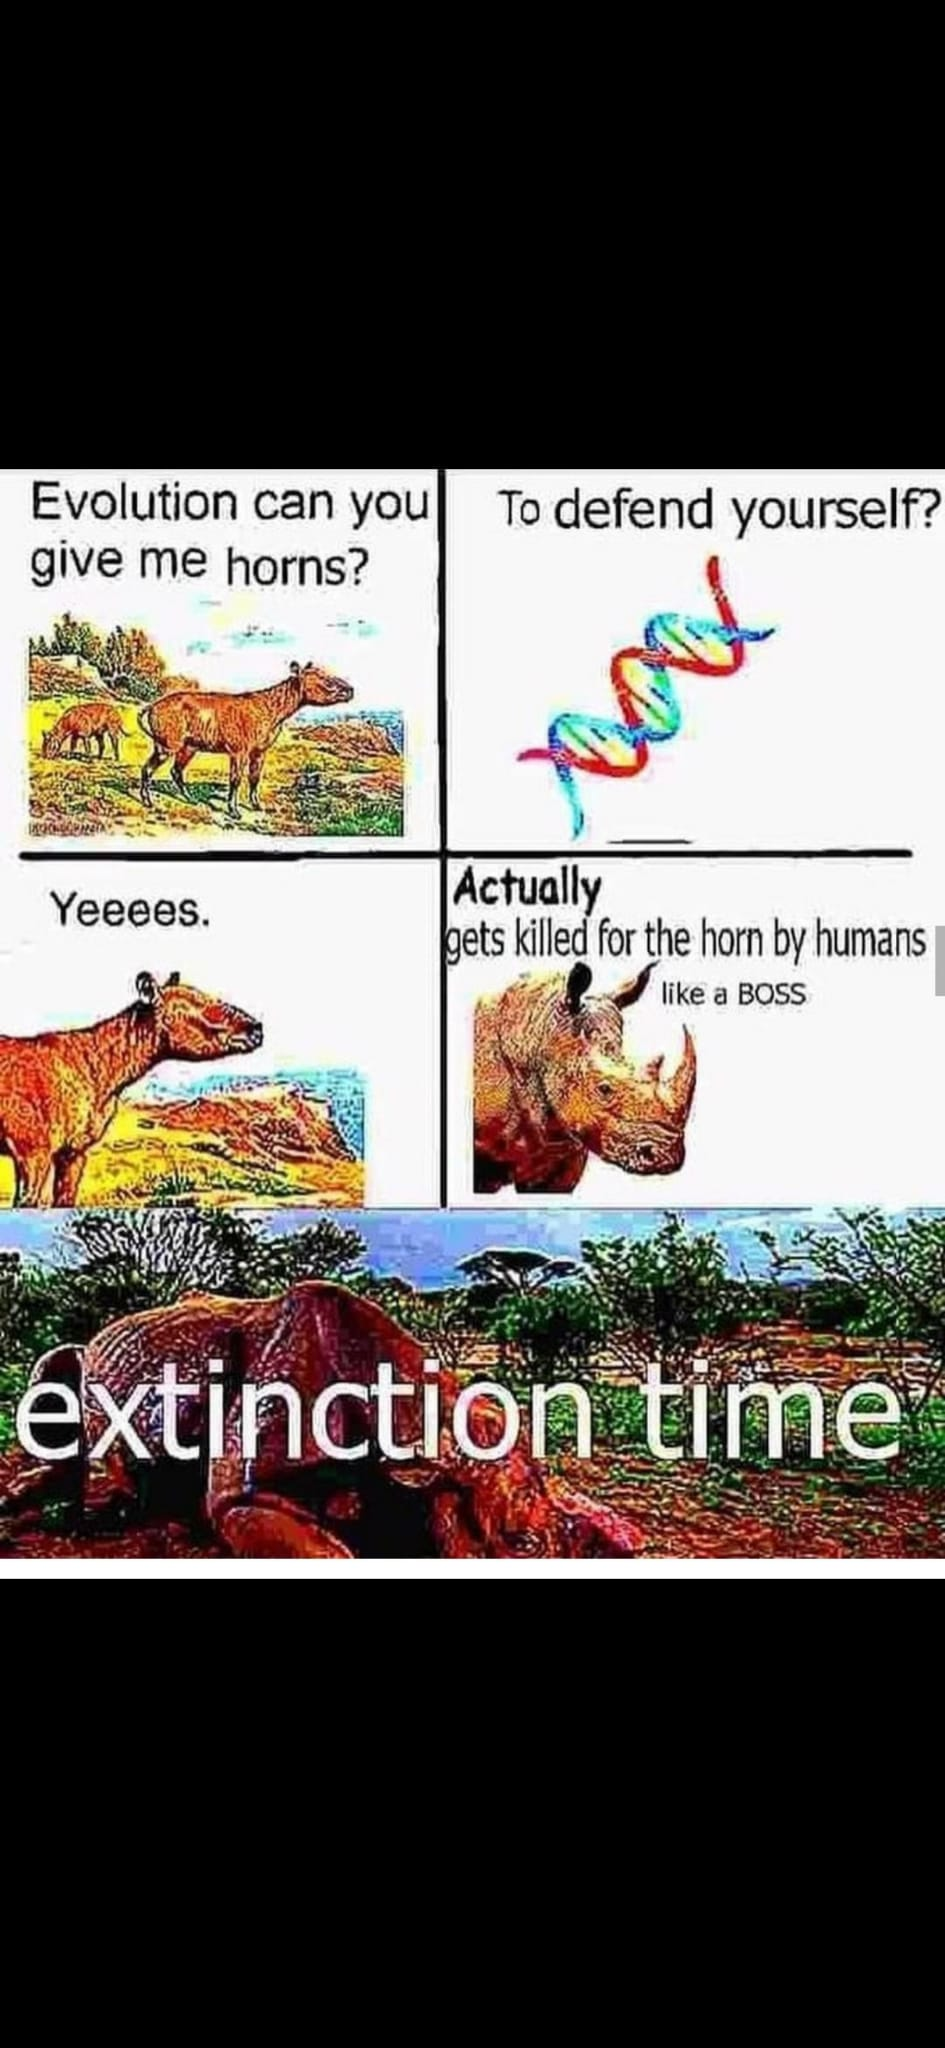 Evolution can you
give me horns?
To defend yourself?
Yeeees.
Actually
gets killed for the horn by humans
like a BOSS
extinction time